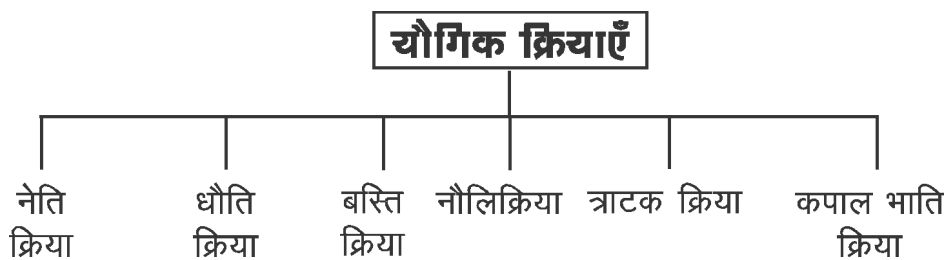 यौगिक क्रियाएँ
नेति
क्रिया
धौति
क्रिया
बस्ति
क्रिया
नौलिक्रिया
त्राटक क्रिया
कपाल भाति
क्रिया